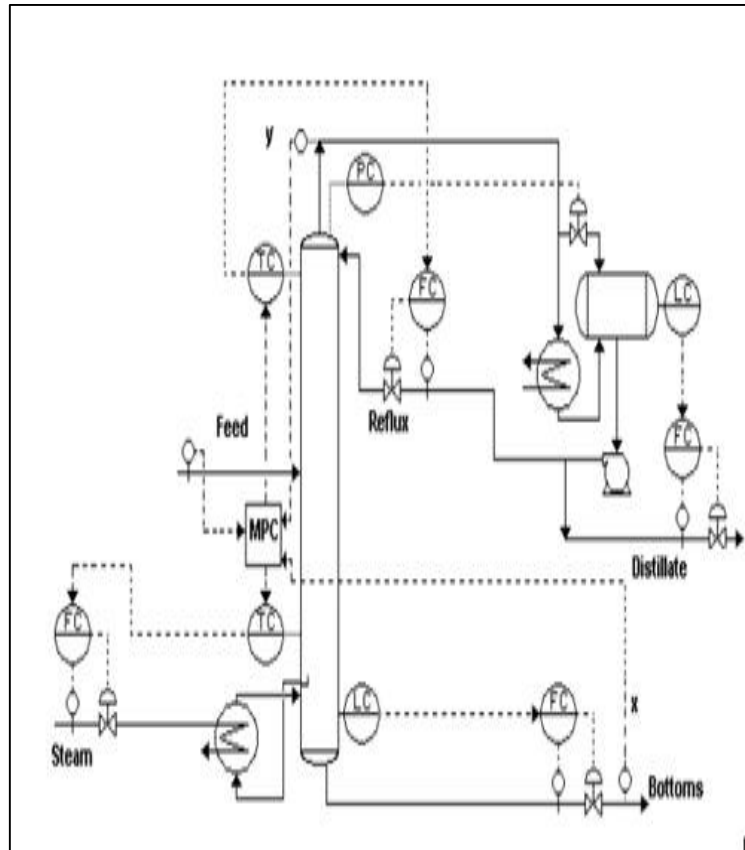 y
PC
TC
FC
LC
Feed
Reflux
FC
MPC
Distillate
FC
TC
LC
FC
x
Steam
Bottoms